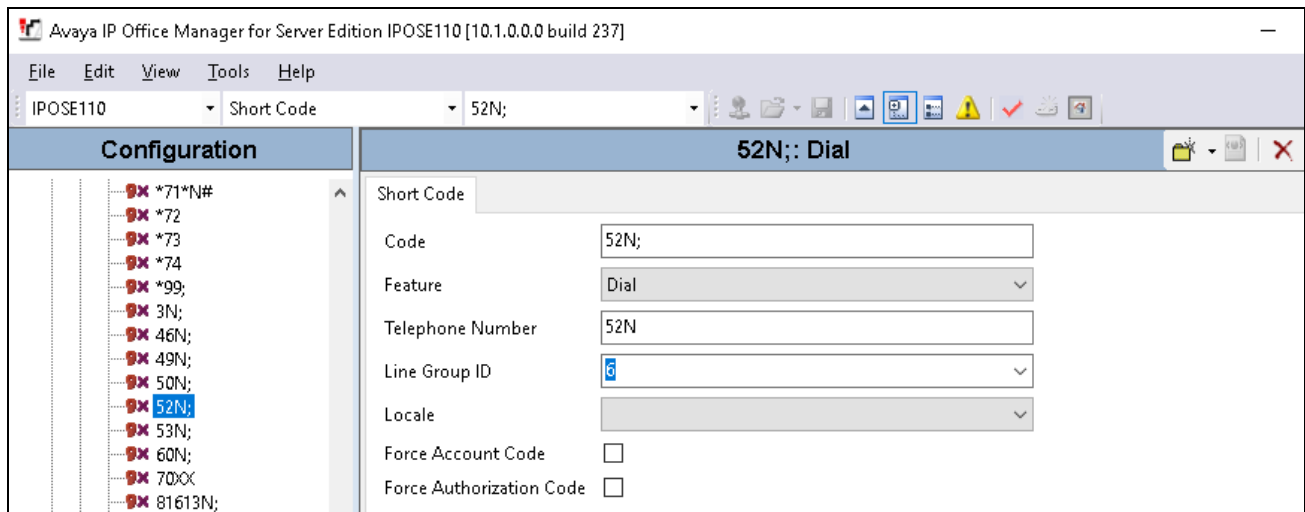 Avaya IP Office Manager for Server Edition IPOSE110 [10.1.0.0.0 build 237]
File Edit View Tools Help
IPOSE110 Short Code 52N;
Configuration
*71*N#
*72
*73
*74
*99;
3N;
46N;
49N;
50N;
52N;
53N;
60N;
70XX
81613N;
52N;: Dial
Short Code
Code 52N;
Feature Dial
Telephone Number 52N
Line Group ID 6
Locale
Force Account Code
Force Authorization Code